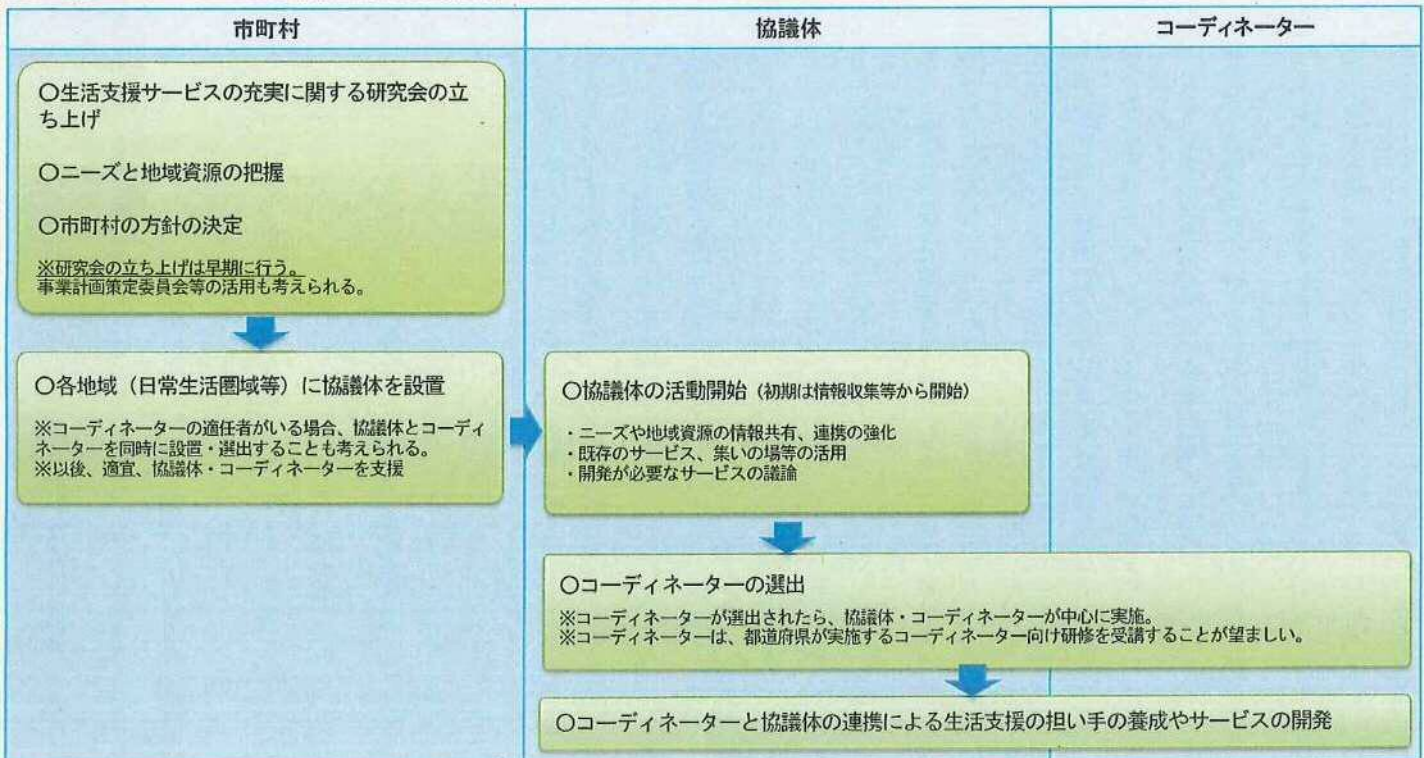 市町村
協議体
コーディネーター
〇生活支援サービスの充実に関する研究会の立
ち上げ
〇ニーズと地域資源の把握
〇市町村の方針の決定
※研究会の立ち上げは早期に行う。
事業計画策定委員会等の活用も考えられる。
〇各地域（日常生活圏域等）に協議体を設置
※コーディネーターの適任者がいる場合、協議体とコーディ
ネーターを同時に設置・選出することも考えられる。
※以後、適宜、協議体・コーディネーターを支援
〇協議体の活動開始（初期は情報収集等から開始）
・ニーズや地域資源の情報共有、連携の強化
・既存のサービス、集いの場等の活用
・開発が必要なサービスの議論
〇コーディネーターの選出
※コーディネーターが選出されたら、協議体・コーディネーターが中心に実施。
※コーディネーターは、都道府県が実施するコーディネーター向け研修を受講することが望ましい。
〇コーディネーターと協議体の連携による生活支援の担い手の養成やサービスの開発